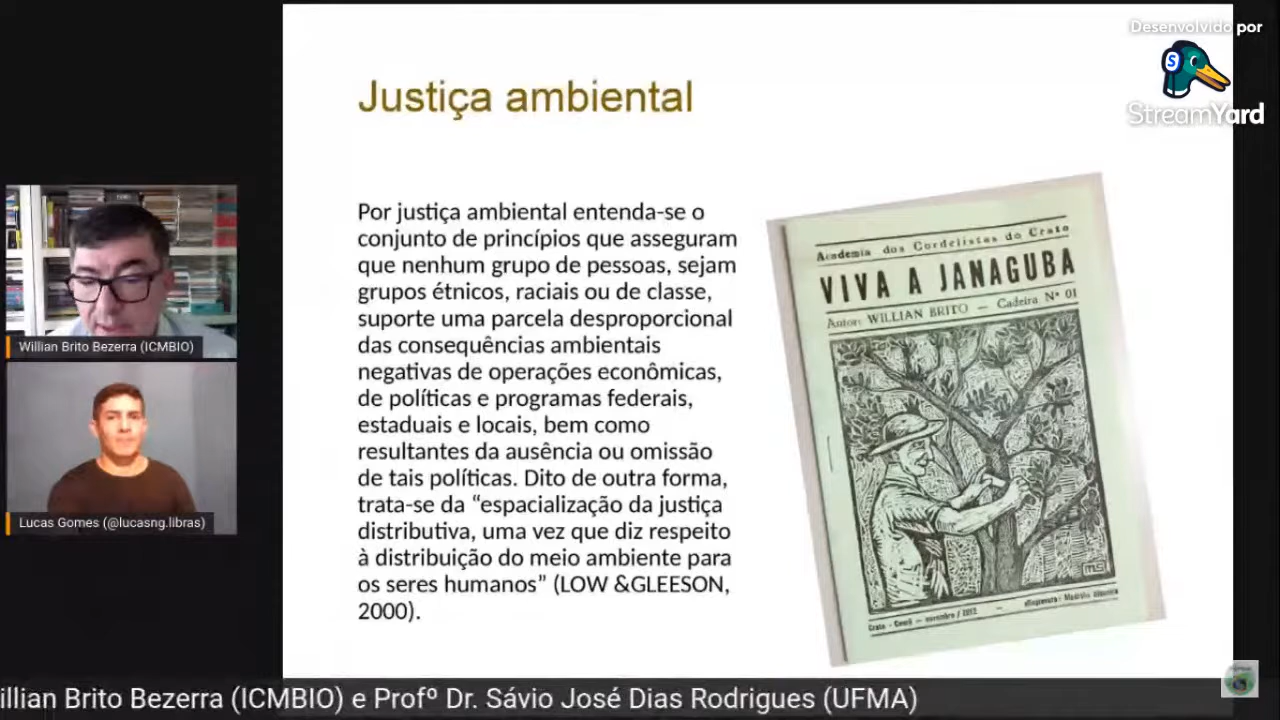 Desenvolvido por
S
StreamYard
Justiça ambiental
Por justiça ambiental entenda-se o
conjunto de princípios que asseguram
que nenhum grupo de pessoas, sejam
grupos étnicos, raciais ou de classe,
suporte uma parcela desproporcional
das consequências ambientais
negativas de operações econômicas,
de políticas e programas federais,
estaduais e locais, bem como
resultantes da ausência ou omissão
de tais políticas. Dito de outra forma,
trata-se da “espacialização da justiça
distributiva, uma vez que diz respeito
à distribuição do meio ambiente para
os seres humanos” (LOW &GLEESON,
2000).
Academia dos Cordelistas do Crato
VIVA A JANAGUBA
Autor: WILLIAN BRITO — Cadeira Nº 01
MS
Crato - Ceará — novembro / 2012 —
Willian Brito Bezerra (ICMBIO)
Lucas Gomes (@lucasng.libras)
illian Brito Bezerra (ICMBIO) e Profº Dr. Sávio José Dias Rodrigues (UFMA)